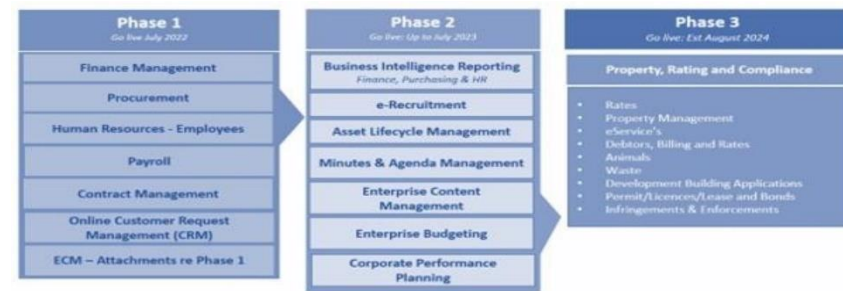 Phase 1
Go live July 2022
Finance Management
Procurement
Human Resources - Employees
Payroll
Contract Management
Online Customer Request
Management (CRM)
ECM – Attachments re Phase 1
Phase 2
Go live: Up to July 2023
Business Intelligence Reporting
Finance, Purchasing & HR
e-Recruitment
Asset Lifecycle Management
Minutes & Agenda Management
Enterprise Content
Management
Enterprise Budgeting
Corporate Performance
Planning
Phase 3
Go live: Est August 2024
Property, Rating and Compliance
• Rates
• Property Management
• eService's
• Debtors, Billing and Rates
• Animals
• Waste
• Development Building Applications
• Permit/Licences/Lease and Bonds
• Infringements & Enforcements